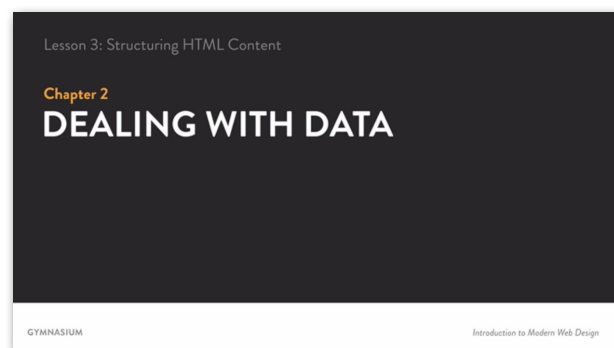 Lesson 3: Structuring HTML Content
Chapter 2
DEALING WITH DATA
GYMNASIUM
Introduction to Modern Web Design